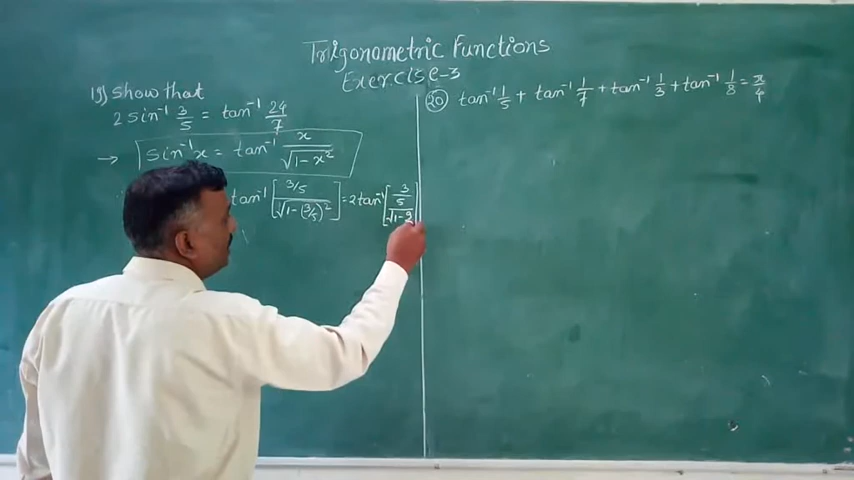 Trigonometric Functions
Exercise-3
19) Show that
2 sin⁻¹ 3/5 = tan⁻¹ 24/7
→ sin⁻¹x = tan⁻¹ x/√(1-x²)
tan⁻¹ [ (3/5)/√(1-(3/5)²) ] = 2 tan⁻¹ [ (3/5)/√(1-9
20) tan⁻¹ 1/5 + tan⁻¹ 1/7 + tan⁻¹ 1/3 + tan⁻¹ 1/8 = π/4